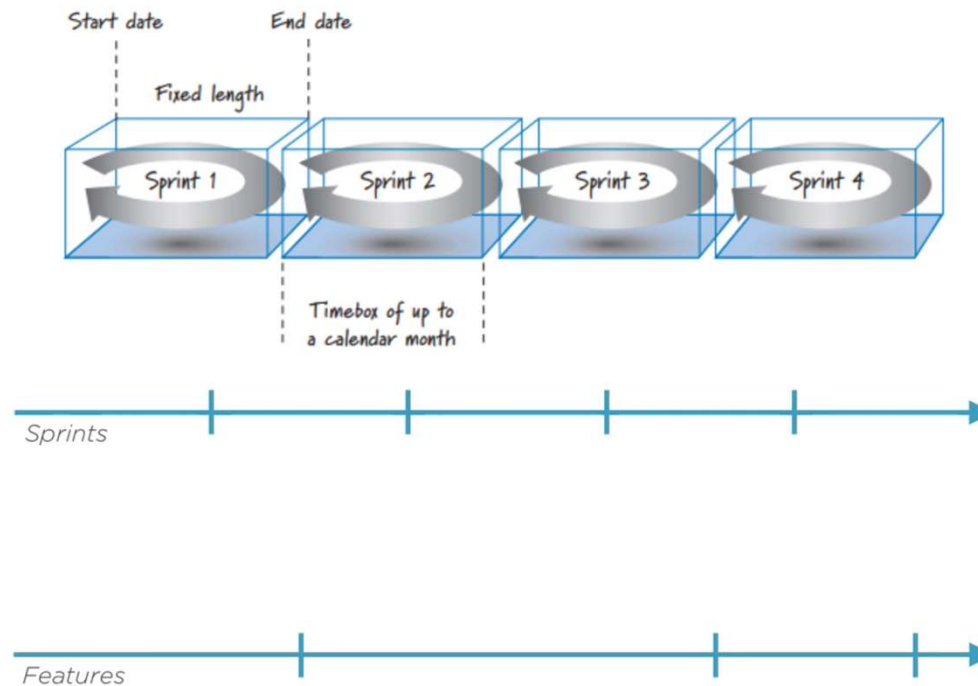 Start date
End date
Fixed length
Sprint 1
Sprint 2
Sprint 3
Sprint 4
Timebox of up to
a calendar month
Sprints
Features